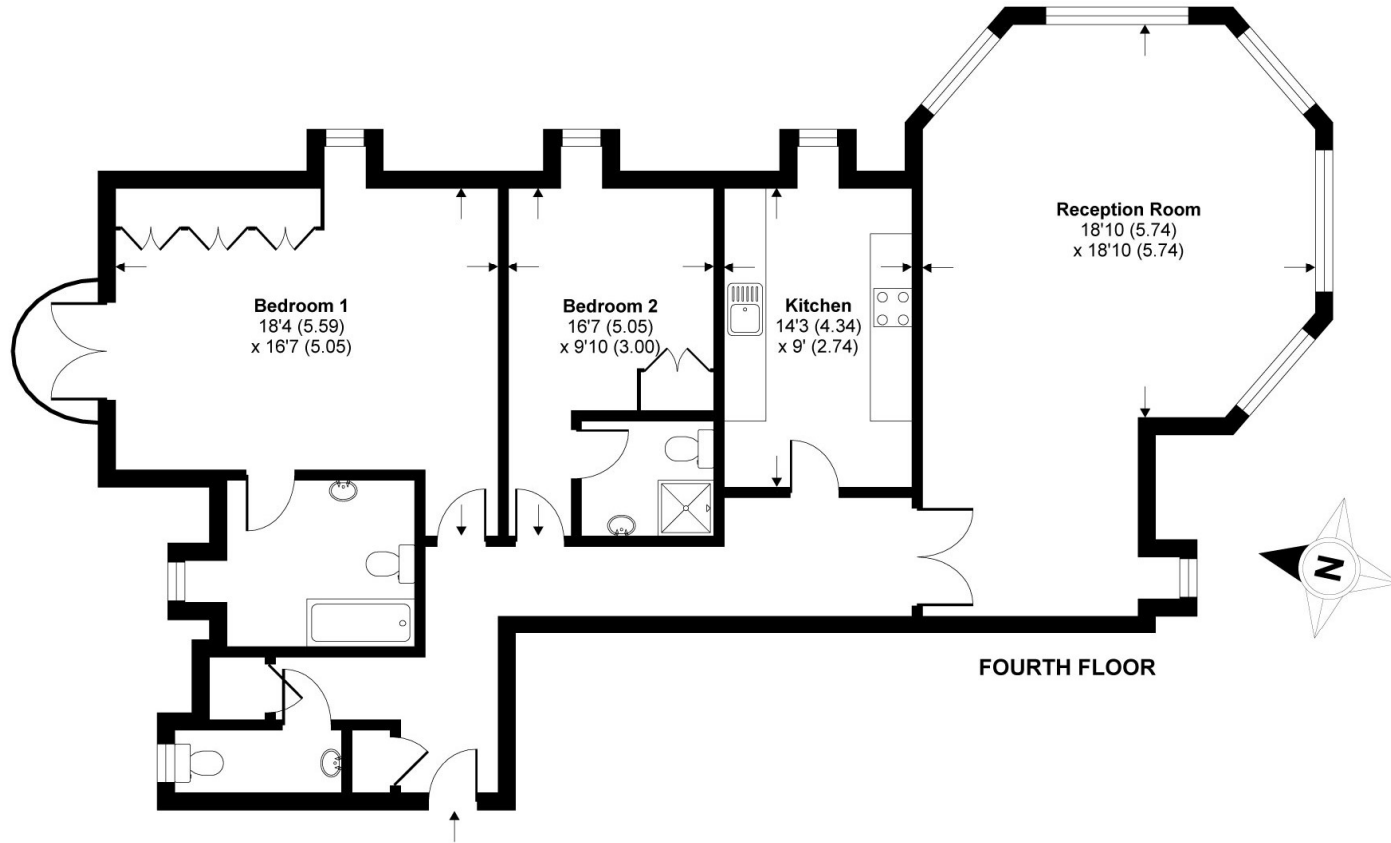 Bedroom 1
18'4 (5.59)
x 16'7 (5.05)
Bedroom 2
16'7 (5.05)
x 9'10 (3.00)
Kitchen
14'3 (4.34)
x 9' (2.74)
Reception Room
18'10 (5.74)
x 18'10 (5.74)
N
FOURTH FLOOR